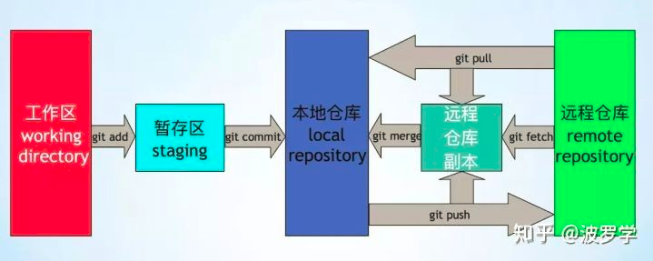 工作区
working
directory
git add
暂存区
staging
git commit
本地仓库
local
repository
git pull
git merge
远程
仓库
副本
git fetch
git push
远程仓库
remote
repository
知乎 @波罗学